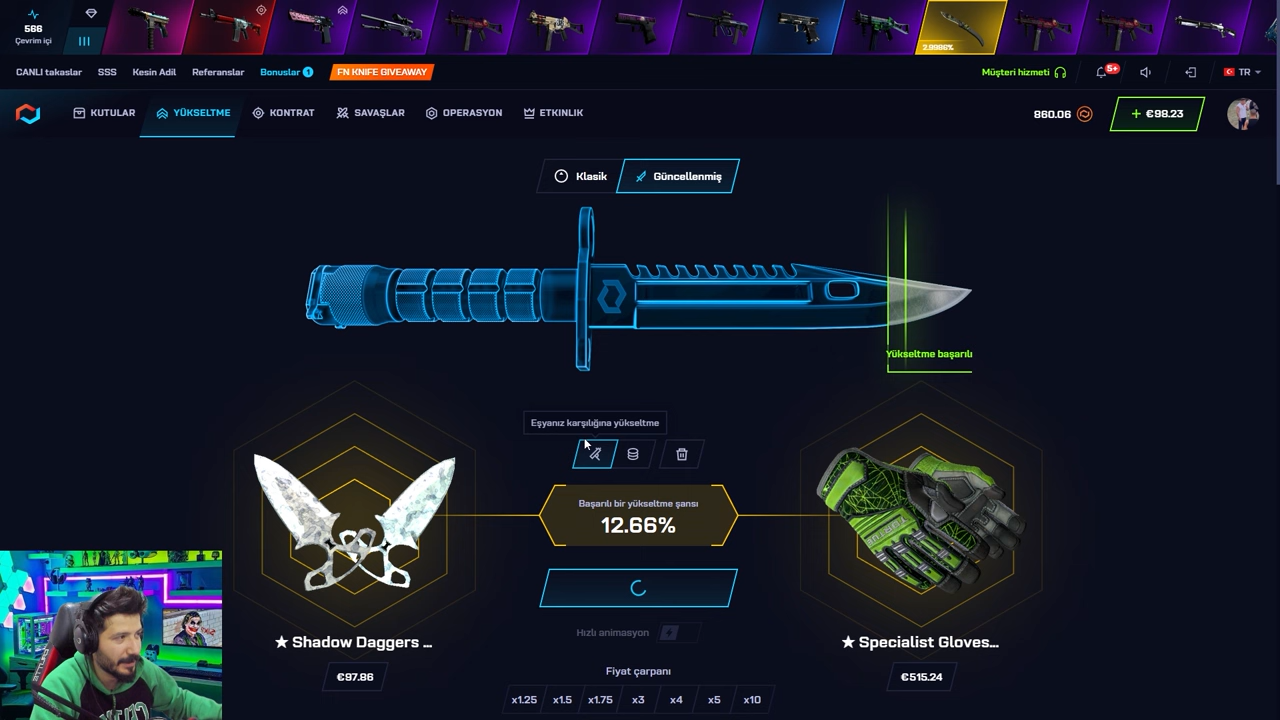 586
Çevrim içi
2.9986%
CANLI takaslar
SSS
Kesin Adil
Referanslar
Bonuslar 1
FN KNIFE GIVEAWAY
Müşteri hizmeti
5+
TR
KUTULAR
YÜKSELTME
KONTRAT
SAVAŞLAR
OPERASYON
ETKINLIK
860.06
+ €98.23
Klasik
Güncellenmiş
Yükseltme başarılı
Eşyanız karşılığına yükseltme
Başarılı bir yükseltme şansı
12.66%
Hızlı animasyon
★ Shadow Daggers ...
€97.86
★ Specialist Gloves...
€515.24
Fiyat çarpanı
x1.25
x1.5
x1.75
x3
x4
x5
x10